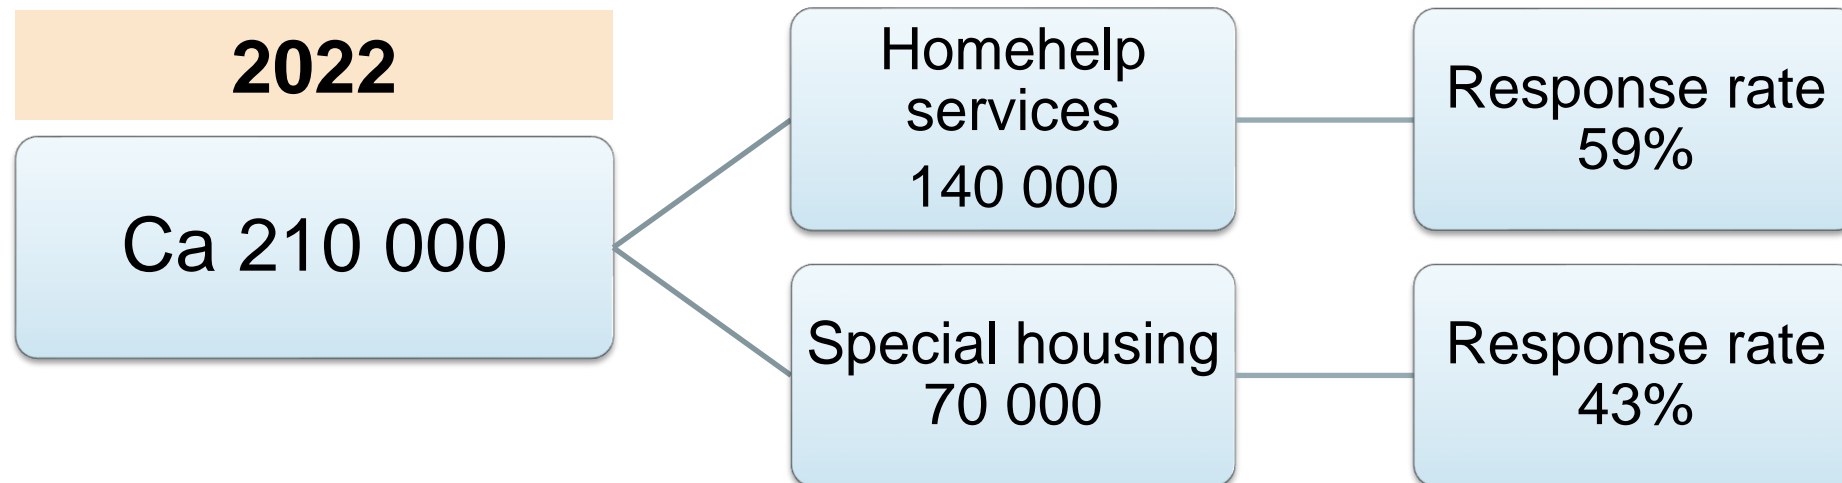 2022
Ca 210 000
Homehelp
services
140 000
Response rate
59%
Special housing
70 000
Response rate
43%